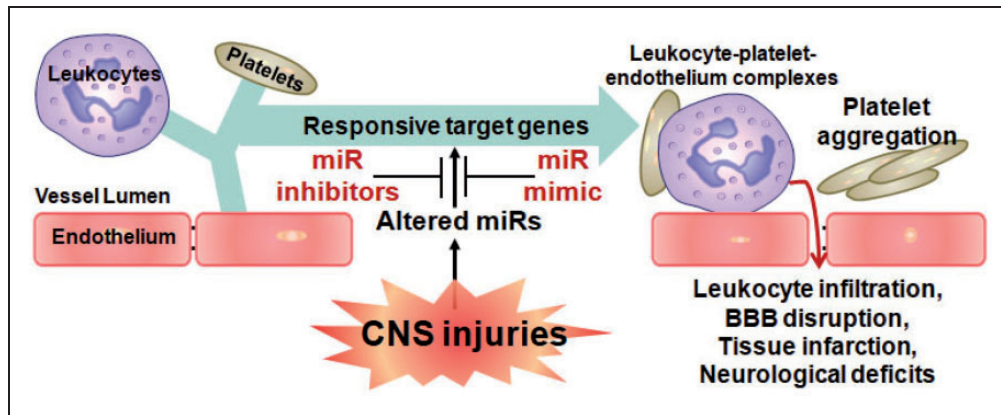 Leukocytes
Platelets
Leukocyte-platelet-
endothelium complexes
Platelet
aggregation
Responsive target genes
miR
inhibitors
miR
mimic
Altered miRs
Vessel Lumen
Endothelium
CNS injuries
Leukocyte infiltration,
BBB disruption,
Tissue infarction,
Neurological deficits